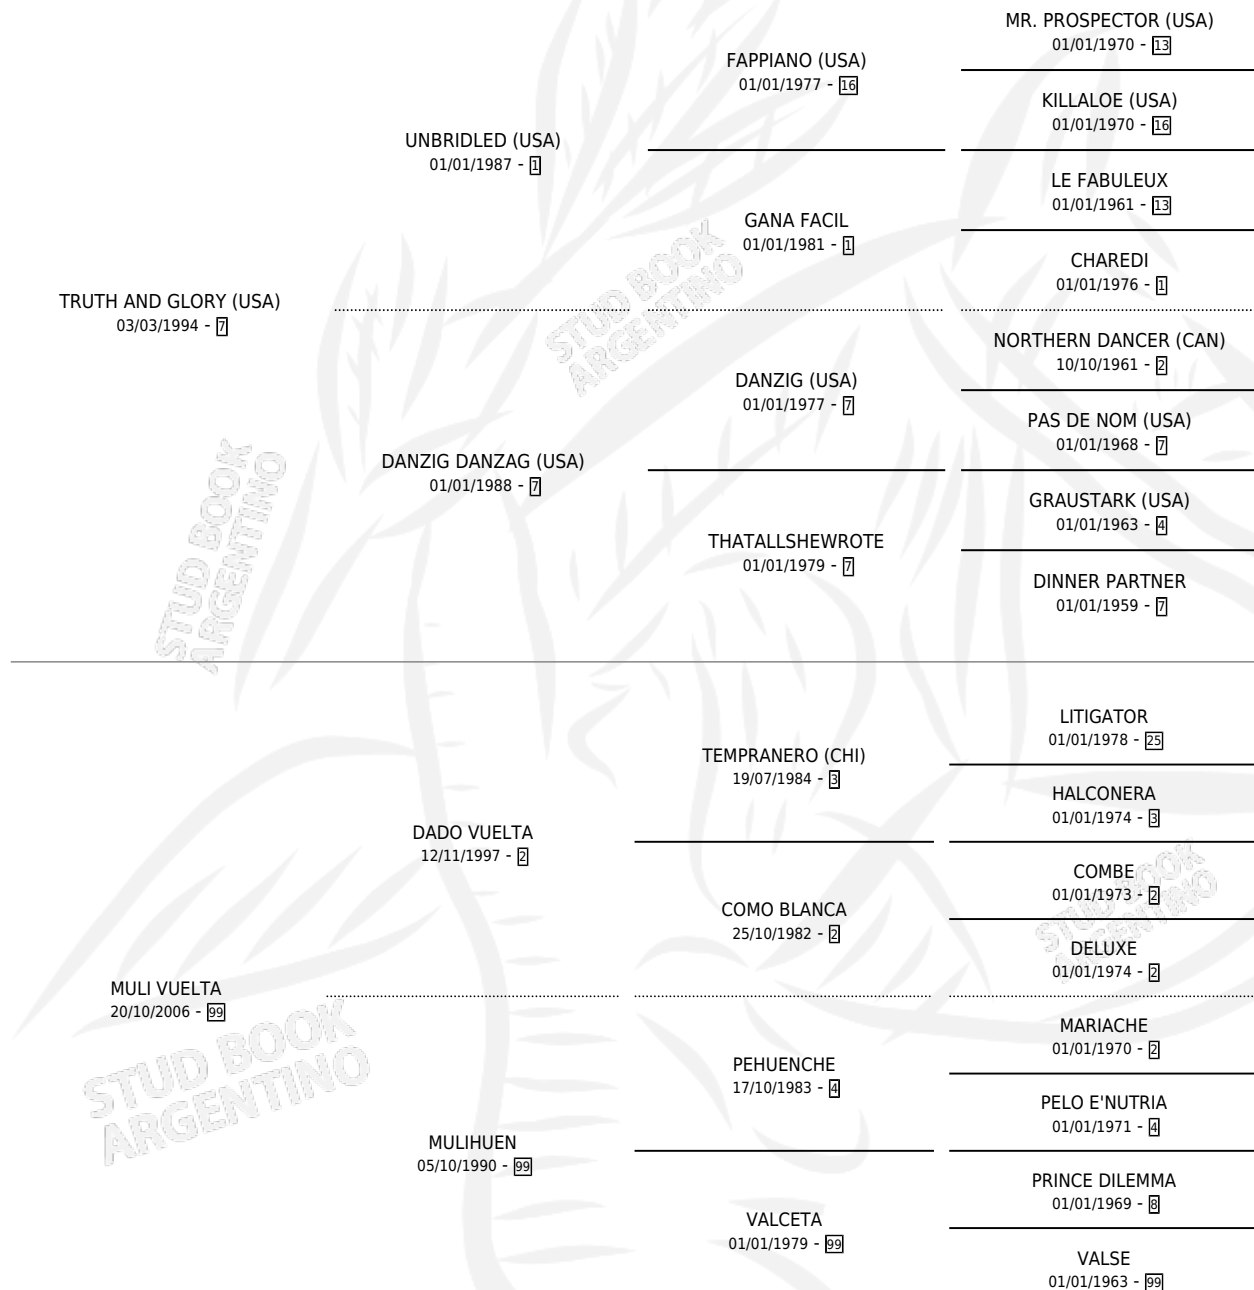 MR. PROSPECTOR (USA)
01/01/1970 - 13
FAPPIANO (USA)
01/01/1977 - 16
KILLALOE (USA)
01/01/1970 - 16
UNBRIDLED (USA)
01/01/1987 - 1
LE FABULEUX
01/01/1961 - 13
GANA FACIL
01/01/1981 - 1
CHAREDI
01/01/1976 - 1
TRUTH AND GLORY (USA)
03/03/1994 - 7
NORTHERN DANCER (CAN)
10/10/1961 - 2
DANZIG (USA)
01/01/1977 - 7
PAS DE NOM (USA)
01/01/1968 - 7
DANZIG DANZAG (USA)
01/01/1988 - 7
GRAUSTARK (USA)
01/01/1963 - 4
THATALLSHEWROTE
01/01/1979 - 7
DINNER PARTNER
01/01/1959 - 7
LITIGATOR
01/01/1978 - 25
TEMPRANERO (CHI)
19/07/1984 - 3
HALCONERA
01/01/1974 - 3
DADO VUELTA
12/11/1997 - 2
COMBE
01/01/1973 - 2
COMO BLANCA
25/10/1982 - 2
DELUXE
01/01/1974 - 2
MULI VUELTA
20/10/2006 - 99
MARIACHE
01/01/1970 - 2
PEHUENCHE
17/10/1983 - 4
PELO E'NUTRIA
01/01/1971 - 4
MULIHUEN
05/10/1990 - 99
PRINCE DILEMMA
01/01/1969 - 8
VALCETA
01/01/1979 - 99
VALSE
01/01/1963 - 99
STUD BOOK
ARGENTINO
STUD BOOK
ARGENTINO
STUD BOOK
ARGENTINO
STUD BOOK
ARGENTINO